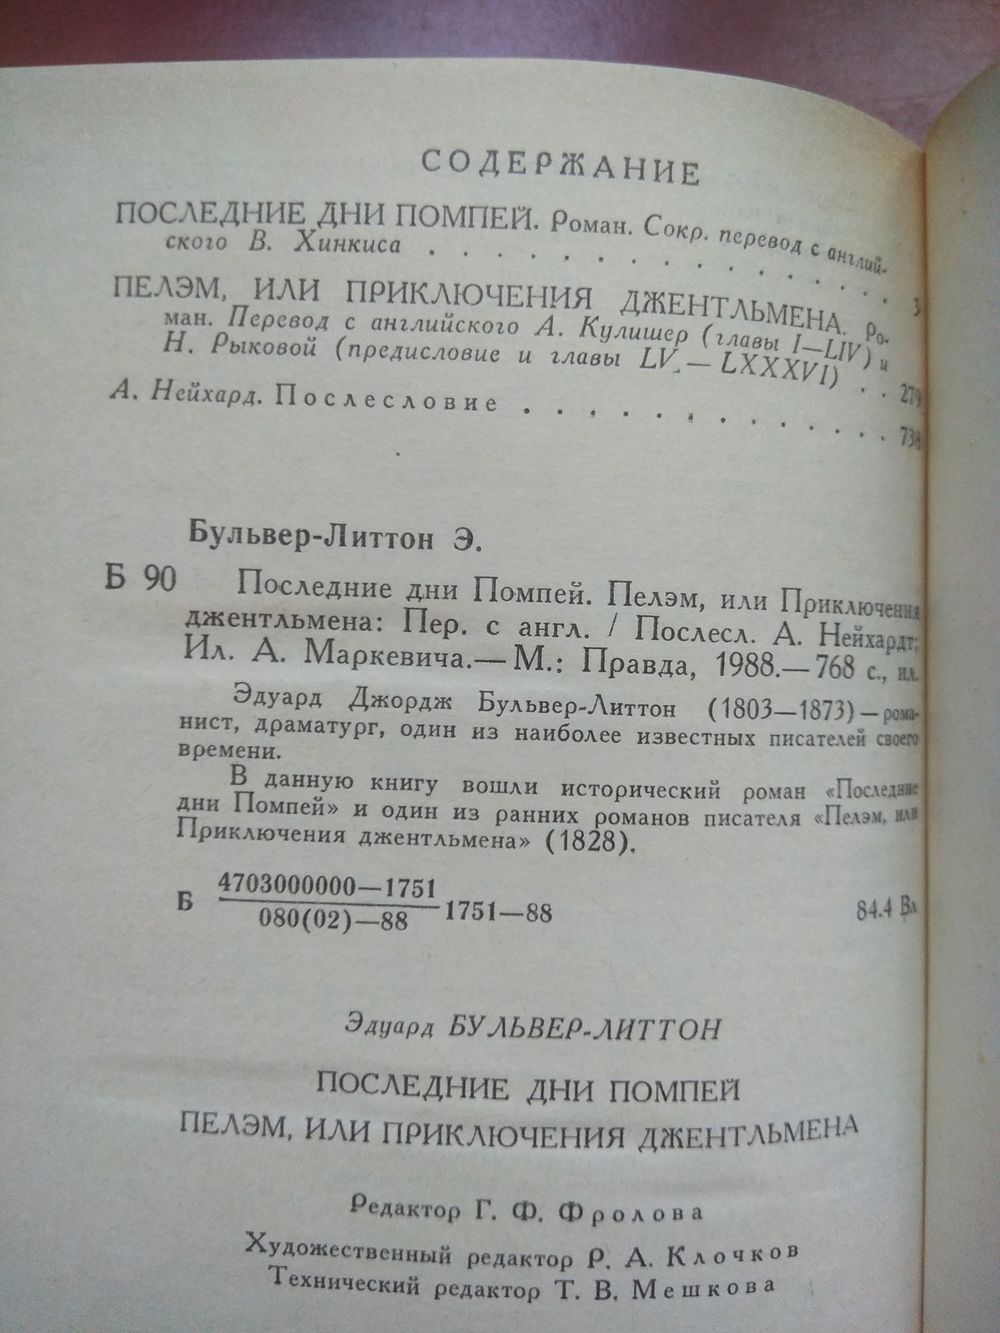 СОДЕРЖАНИЕ
ПОСЛЕДНИЕ ДНИ ПОМПЕЙ. Роман. Сокр. перевод с англий-
ского В. Хинкиса . . . . . . . . . . . . . . 3
ПЕЛЭМ, ИЛИ ПРИКЛЮЧЕНИЯ ДЖЕНТЛЬМЕНА. Ро-
ман. Перевод с английского А. Кулишер (главы I—LIV) и
Н. Рыковой (предисловие и главы LV — LXXXVI) . . 279
А. Нейхард. Послесловие . . . . . . . . . . . . 738
Бульвер-Литтон Э.
Б 90 Последние дни Помпей. Пелэм, или Приключения
джентльмена: Пер. с англ. / Послесл. А. Нейхардт;
Ил. А. Маркевича.— М.: Правда, 1988.— 768 с., ил.
Эдуард Джордж Бульвер-Литтон (1803—1873) — рома-
нист, драматург, один из наиболее известных писателей своего
времени.
В данную книгу вошли исторический роман «Последние
дни Помпей» и один из ранних романов писателя «Пелэм, или
Приключения джентльмена» (1828).
4703000000—1751
Б 080(02)—88 1751—88 84.4 Вл
Эдуард БУЛЬВЕР-ЛИТТОН
ПОСЛЕДНИЕ ДНИ ПОМПЕЙ
ПЕЛЭМ, ИЛИ ПРИКЛЮЧЕНИЯ ДЖЕНТЛЬМЕНА
Редактор Г. Ф. Фролова
Художественный редактор Р. А. Клочков
Технический редактор Т. В. Мешкова